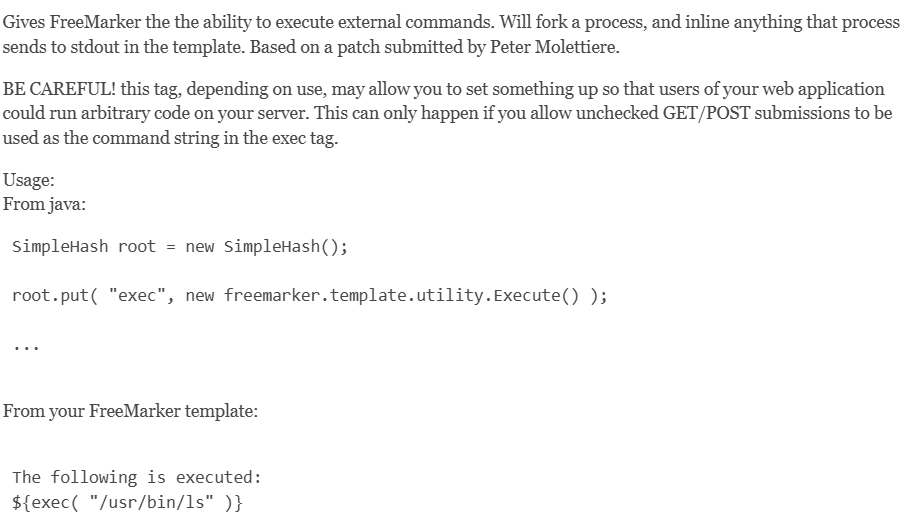 Gives FreeMarker the the ability to execute external commands. Will fork a process, and inline anything that process
sends to stdout in the template. Based on a patch submitted by Peter Molettiere.
BE CAREFUL! this tag, depending on use, may allow you to set something up so that users of your web application
could run arbitrary code on your server. This can only happen if you allow unchecked GET/POST submissions to be
used as the command string in the exec tag.
Usage:
From java:
SimpleHash root = new SimpleHash();
root.put( "exec", new freemarker.template.utility.Execute() );
...
From your FreeMarker template:
The following is executed:
${exec( "/usr/bin/ls" )}